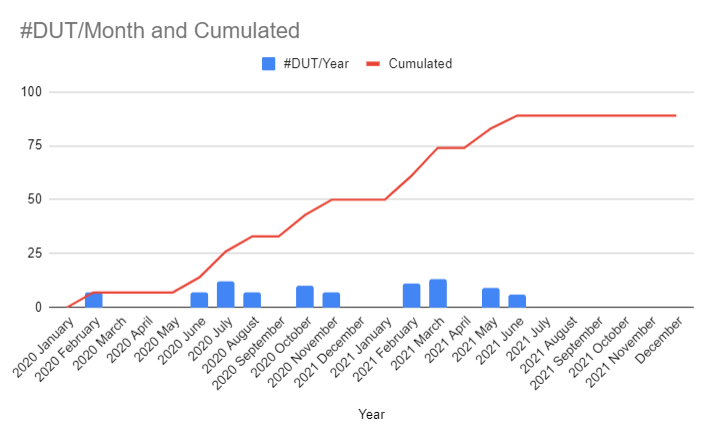 #DUT/Month and Cumulated
#DUT/Year
Cumulated
100
75
50
25
0
2020 January
2020 February
2020 March
2020 April
2020 May
2020 June
2020 July
2020 August
2020 September
2020 October
2020 November
2021 December
2021 January
2021 February
2021 March
2021 April
2021 May
2021 June
2021 July
2021 August
2021 September
2021 October
2021 November
December
Year